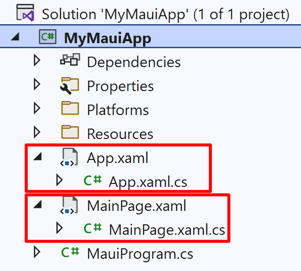 Solution 'MyMauiApp' (1 of 1 project)
C# MyMauiApp
Dependencies
Properties
Platforms
Resources
App.xaml
C# App.xaml.cs
MainPage.xaml
C# MainPage.xaml.cs
C# MauiProgram.cs